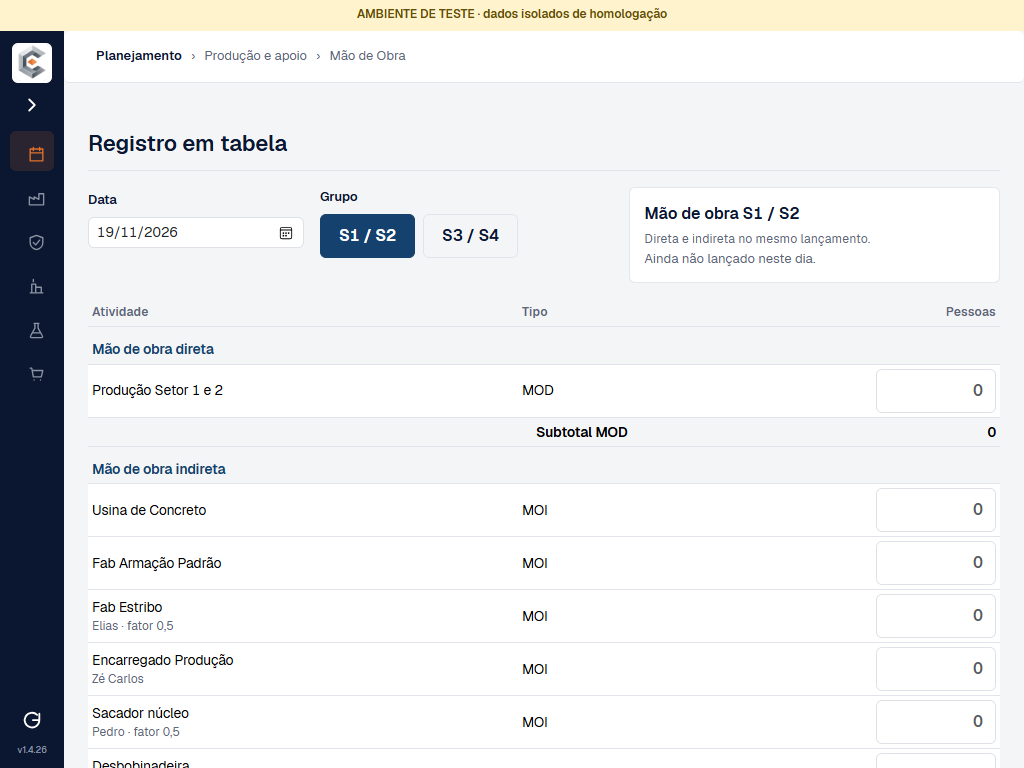 AMBIENTE DE TESTE · dados isolados de homologação
Planejamento › Produção e apoio › Mão de Obra
Registro em tabela
Data
19/11/2026
Grupo
S1 / S2
S3 / S4
Mão de obra S1 / S2
Direta e indireta no mesmo lançamento.
Ainda não lançado neste dia.
Atividade Tipo Pessoas
Mão de obra direta
Produção Setor 1 e 2 MOD 0
Subtotal MOD 0
Mão de obra indireta
Usina de Concreto MOI 0
Fab Armação Padrão MOI 0
Fab Estribo
Elias · fator 0,5
MOI 0
Encarregado Produção
Zé Carlos
MOI 0
Sacador núcleo
Pedro · fator 0,5
MOI 0
Desbobinadeira
v1.4.26